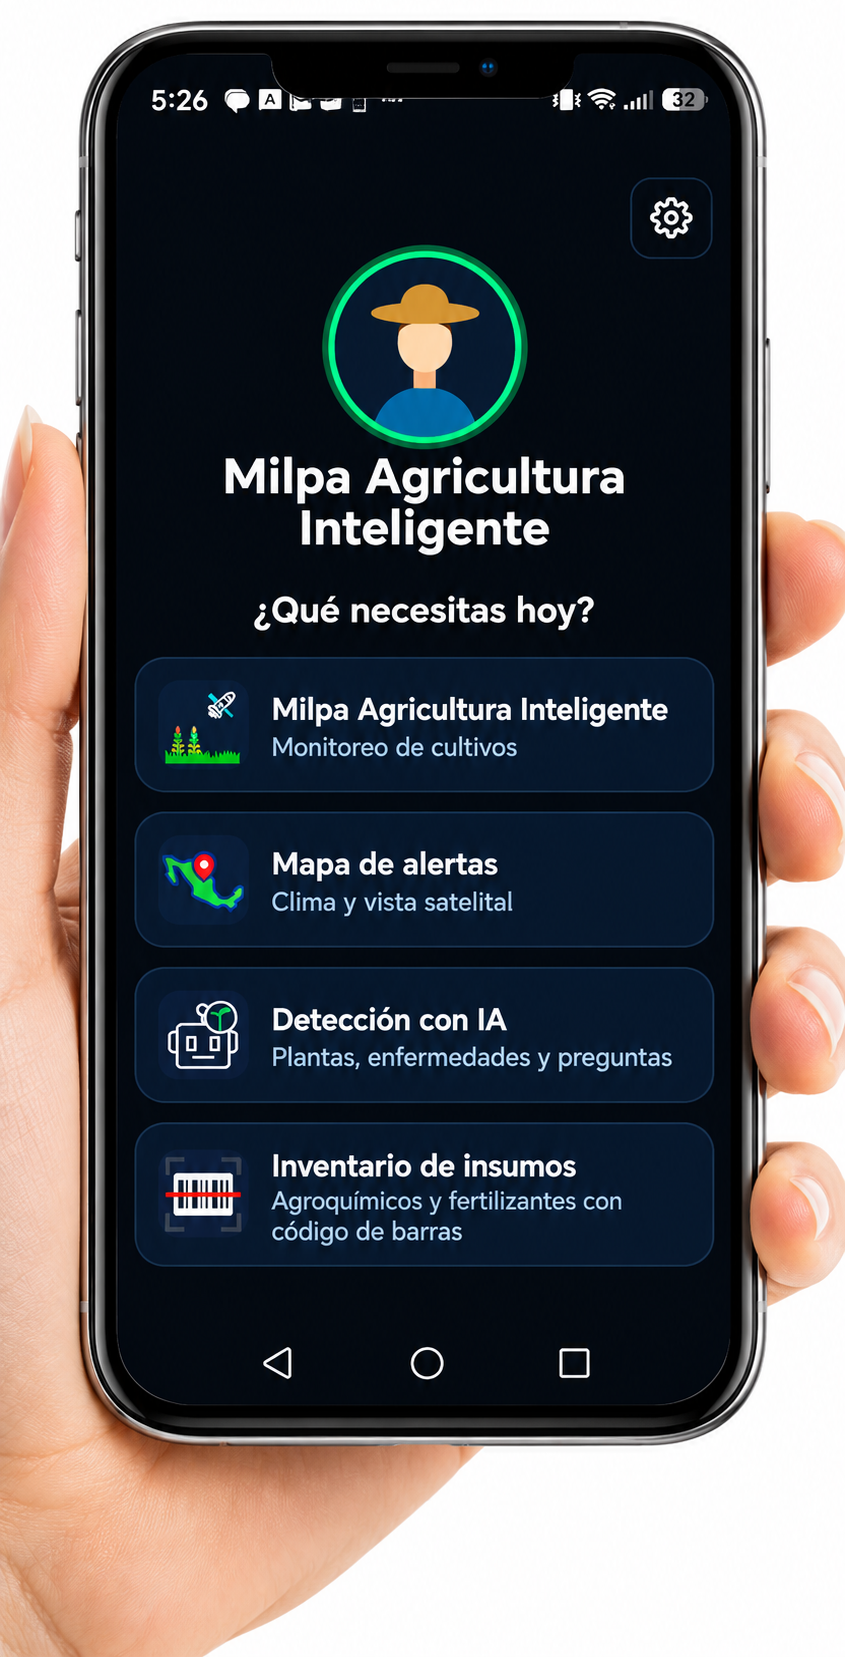 5:26
A
32
Milpa Agricultura
Inteligente
¿Qué necesitas hoy?
Milpa Agricultura Inteligente
Monitoreo de cultivos
Mapa de alertas
Clima y vista satelital
Detección con IA
Plantas, enfermedades y preguntas
Inventario de insumos
Agroquímicos y fertilizantes con
código de barras